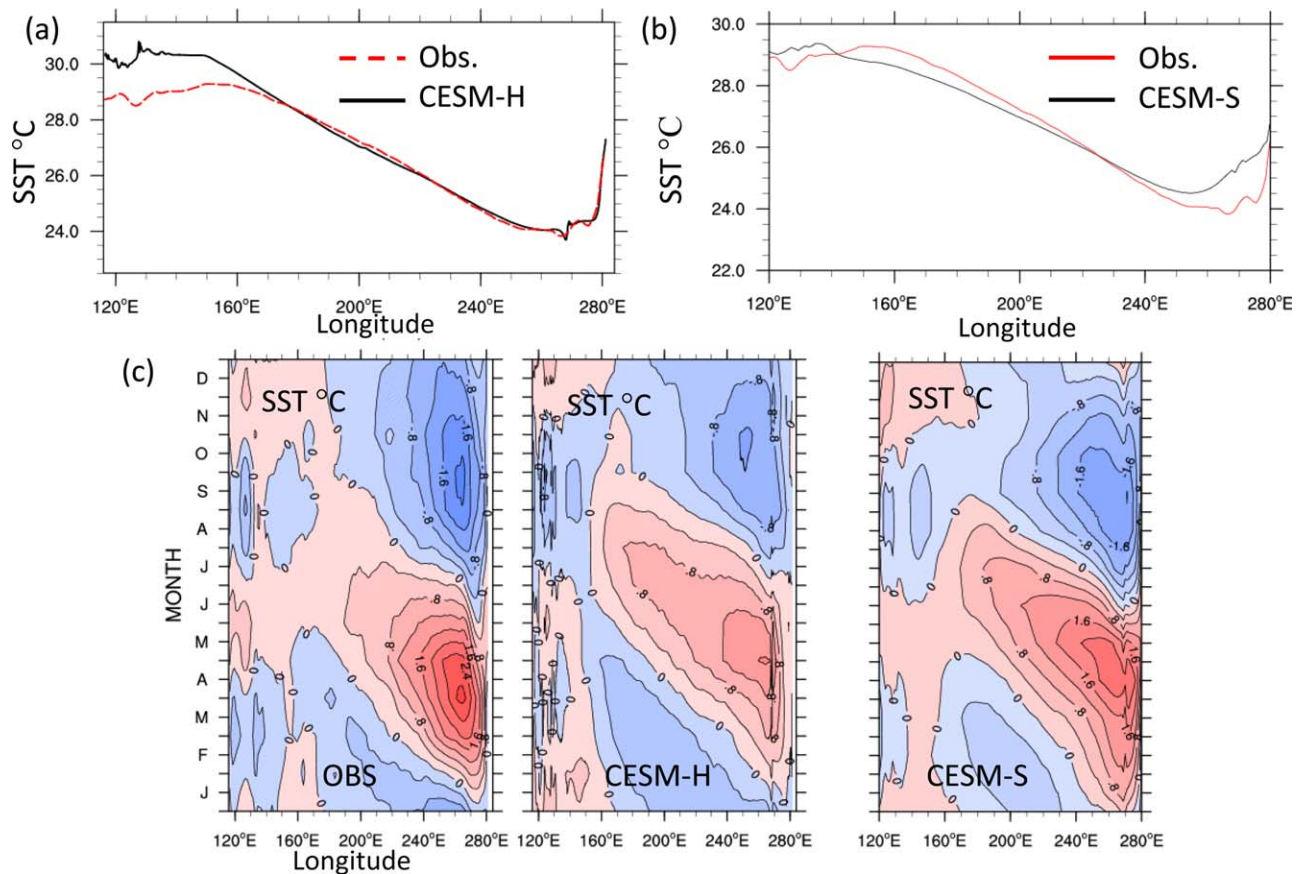 (a)
Obs.
CESM-H
SST °C
30.0
28.0
26.0
24.0
120°E 160°E 200°E 240°E 280°E
Longitude
(b)
Obs.
CESM-S
SST °C
30.0
28.0
26.0
24.0
22.0
120°E 160°E 200°E 240°E 280°E
Longitude
(c)
MONTH
D
N
O
S
A
J
J
M
A
M
F
J
SST °C
OBS
120°E 160°E 200°E 240°E 280°E
Longitude
SST °C
CESM-H
120°E 160°E 200°E 240°E 280°E
SST °C
CESM-S
120°E 160°E 200°E 240°E 280°E